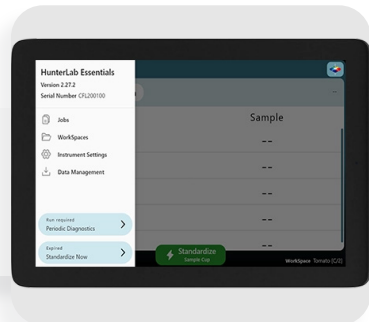 HunterLab Essentials
Version 2.27.2
Serial Number CFL200100
Jobs
WorkSpaces
Instrument Settings
Data Management
Run required
Periodic Diagnostics
Expired
Standardize Now
Sample
--
--
--
--
--
Standardize
Sample Cup
WorkSpace Tomato (C/2)